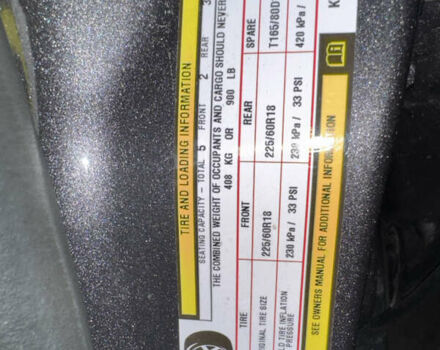 TIRE AND LOADING INFORMATION
SEATING CAPACITY - TOTAL 5 FRONT 2 REAR 3
THE COMBINED WEIGHT OF OCCUPANTS AND CARGO SHOULD NEVER
408 KG OR 900 LB
TIRE FRONT REAR SPARE
ORIGINAL TIRE SIZE 225/60R18 225/60R18 T165/80D
COLD TIRE INFLATION PRESSURE 230 kPa / 33 PSI 230 kPa / 33 PSI 420 kPa /
SEE OWNERS MANUAL FOR ADDITIONAL INFORMATION
K